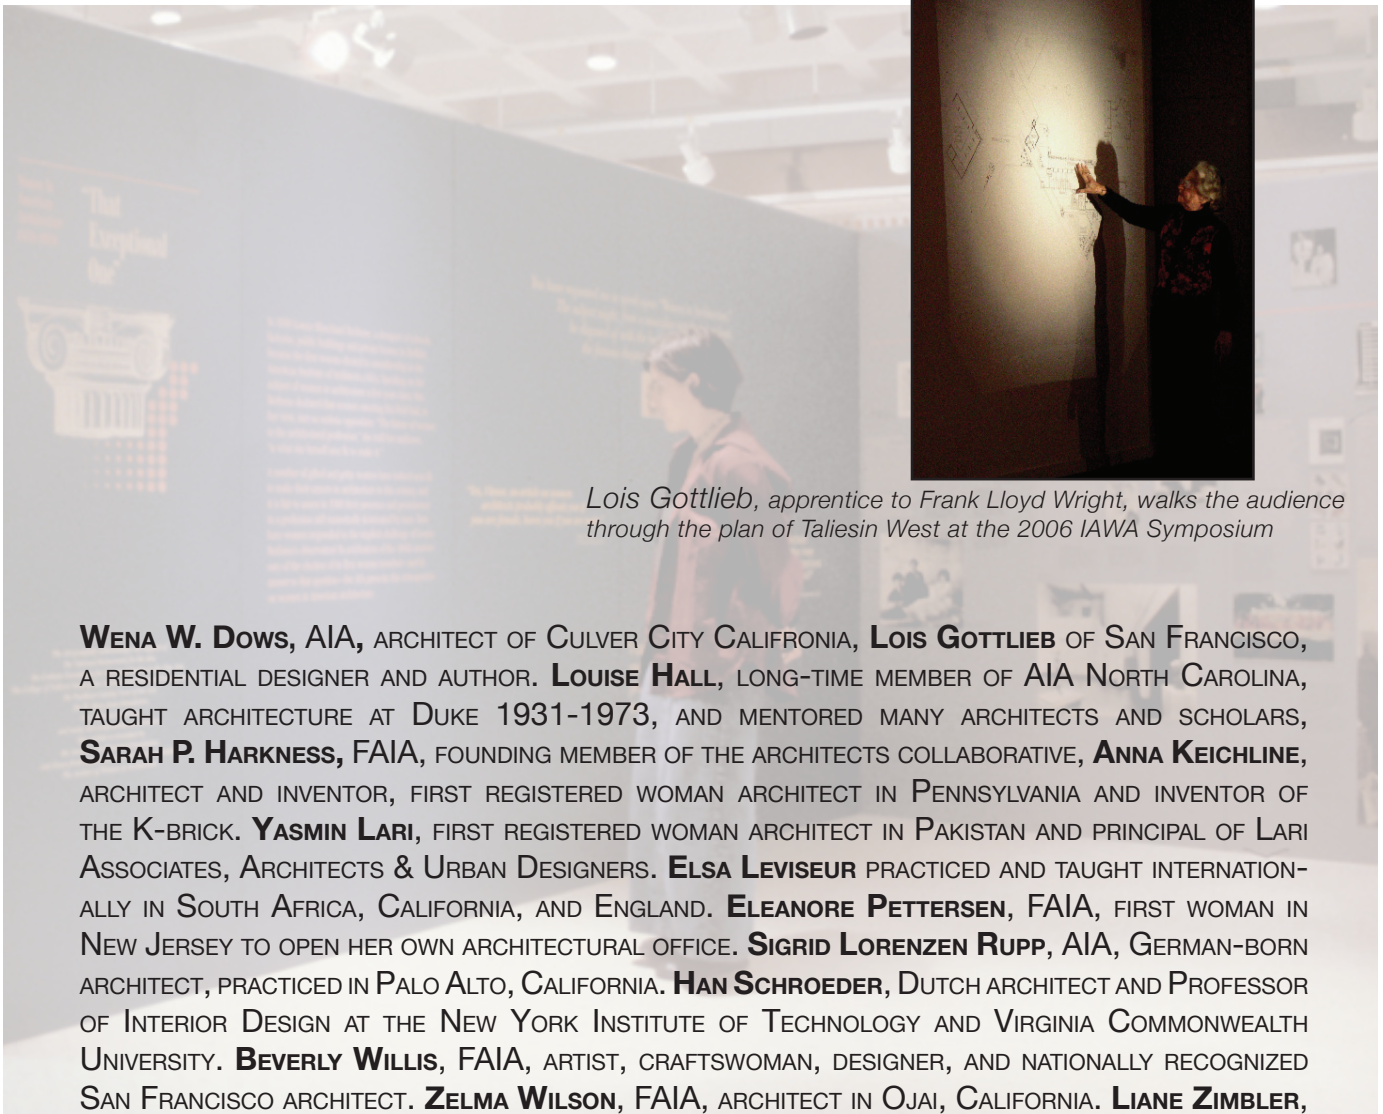 "That
Exceptional
One"
Lois Gottlieb, apprentice to Frank Lloyd Wright, walks the audience
through the plan of Taliesin West at the 2006 IAWA Symposium
Wena W. Dows, AIA, architect of Culver City Califronia, Lois Gottlieb of San Francisco,
a residential designer and author. Louise Hall, long-time member of AIA North Carolina,
taught architecture at Duke 1931-1973, and mentored many architects and scholars,
Sarah P. Harkness, FAIA, founding member of the architects collaborative, Anna Keichline,
architect and inventor, first registered woman architect in Pennsylvania and inventor of
the K-brick. Yasmin Lari, first registered woman architect in Pakistan and principal of Lari
Associates, Architects & Urban Designers. Elsa Leviseur practiced and taught internation-
ally in South Africa, California, and England. Eleanore Pettersen, FAIA, first woman in
New Jersey to open her own architectural office. Sigrid Lorenzen Rupp, AIA, German-born
architect, practiced in Palo Alto, California. Han Schroeder, Dutch architect and Professor
of Interior Design at the New York Institute of Technology and Virginia Commonwealth
University. Beverly Willis, FAIA, artist, craftswoman, designer, and nationally recognized
San Francisco architect. Zelma Wilson, FAIA, architect in Ojai, California. Liane Zimbler,